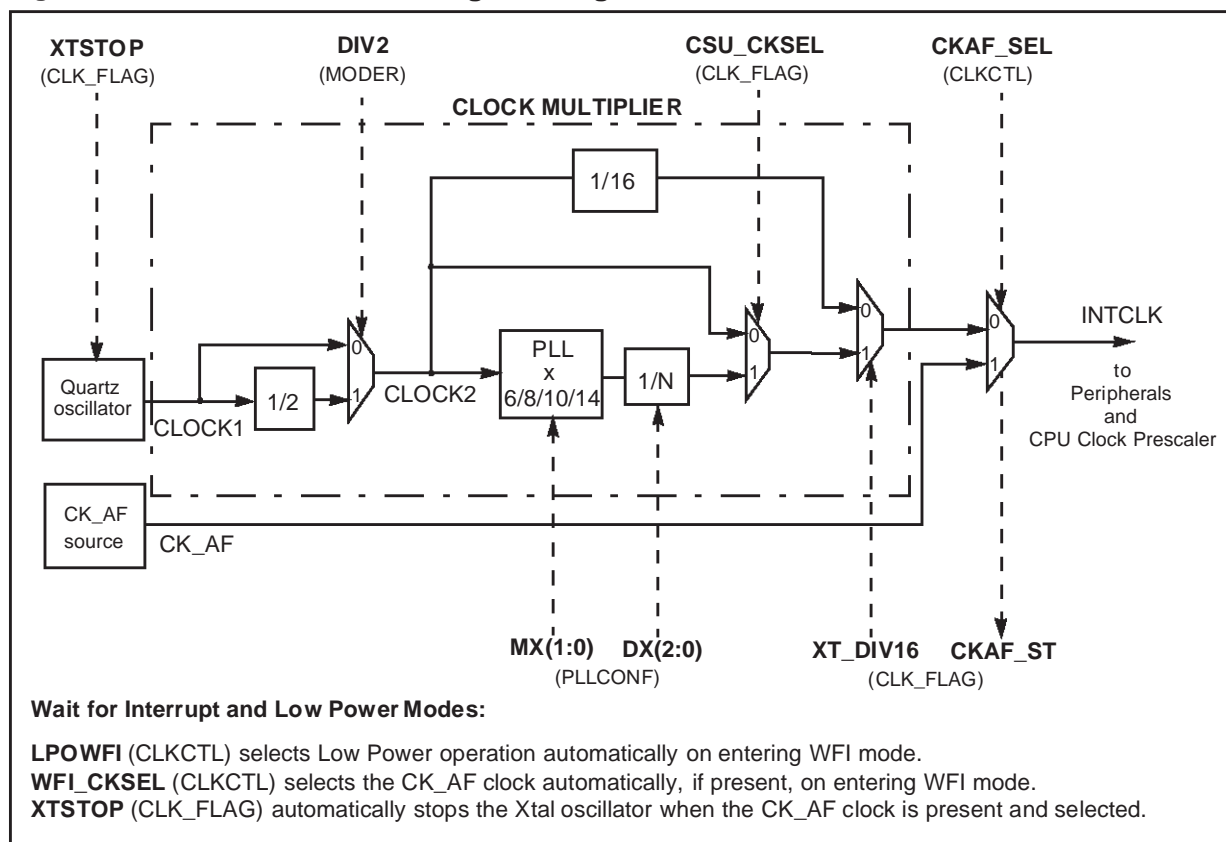 XTSTOP
(CLK_FLAG)
DIV2
(MODER)
CSU_CKSEL
(CLK_FLAG)
CKAF_SEL
(CLKCTL)
CLOCK MULTIPLIER
1/16
Quartz
oscillator
CLOCK1
1/2
0
1
CLOCK2
PLL
x
6/8/10/14
1/N
0
1
0
1
0
1
INTCLK
to
Peripherals
and
CPU Clock Prescaler
CK_AF
source
CK_AF
MX(1:0)
DX(2:0)
(PLLCONF)
XT_DIV16
(CLK_FLAG)
CKAF_ST
Wait for Interrupt and Low Power Modes:
LPOWFI (CLKCTL) selects Low Power operation automatically on entering WFI mode.
WFI_CKSEL (CLKCTL) selects the CK_AF clock automatically, if present, on entering WFI mode.
XTSTOP (CLK_FLAG) automatically stops the Xtal oscillator when the CK_AF clock is present and selected.